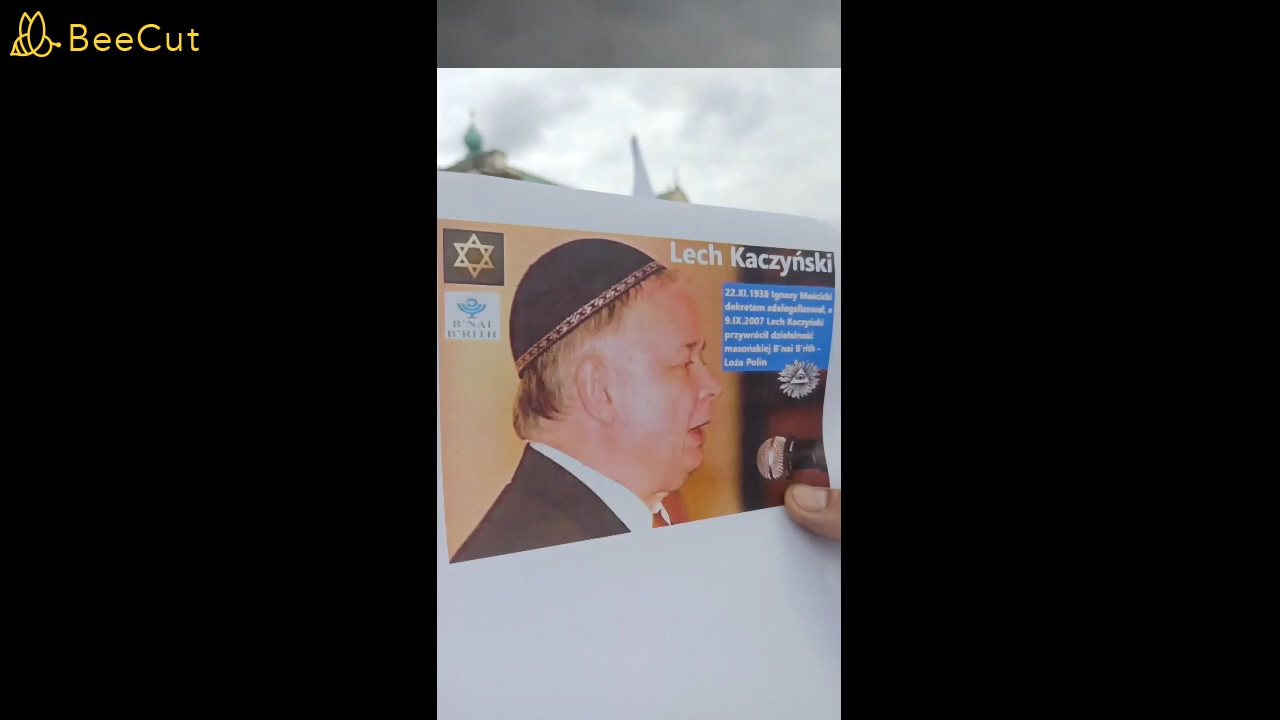 BeeCut
Lech Kaczyński
22.XI.1938 Ignacy Mościcki
dekretem zdelegalizował, a
9.IX.2007 Lech Kaczyński
przywrócił działalność
masońskiej B'nai B'rith –
Loża Polin
B'NAI
B'RITH